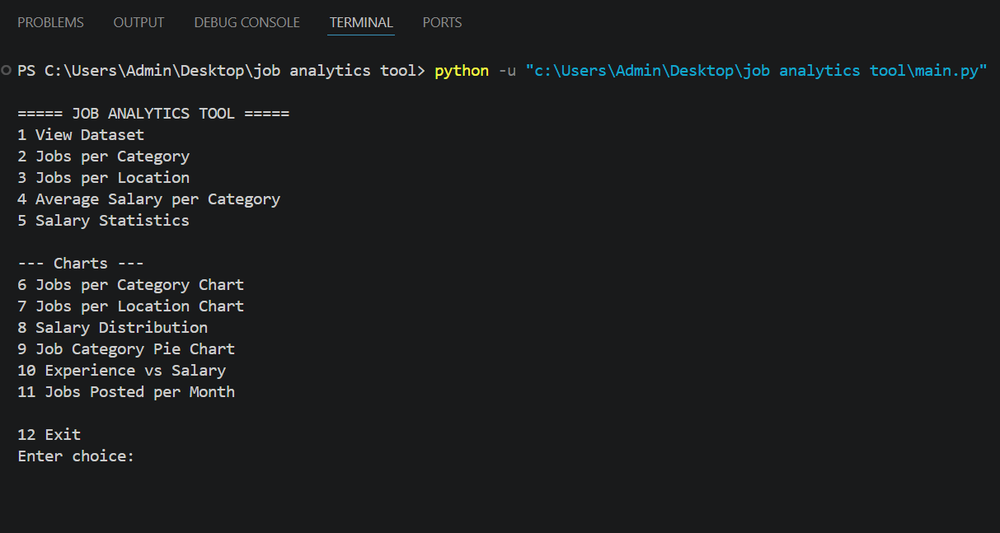 PROBLEMS OUTPUT DEBUG CONSOLE TERMINAL PORTS
PS C:\Users\Admin\Desktop\job analytics tool> python -u "c:\Users\Admin\Desktop\job analytics tool\main.py"
===== JOB ANALYTICS TOOL =====
1 View Dataset
2 Jobs per Category
3 Jobs per Location
4 Average Salary per Category
5 Salary Statistics
--- Charts ---
6 Jobs per Category Chart
7 Jobs per Location Chart
8 Salary Distribution
9 Job Category Pie Chart
10 Experience vs Salary
11 Jobs Posted per Month
12 Exit
Enter choice: